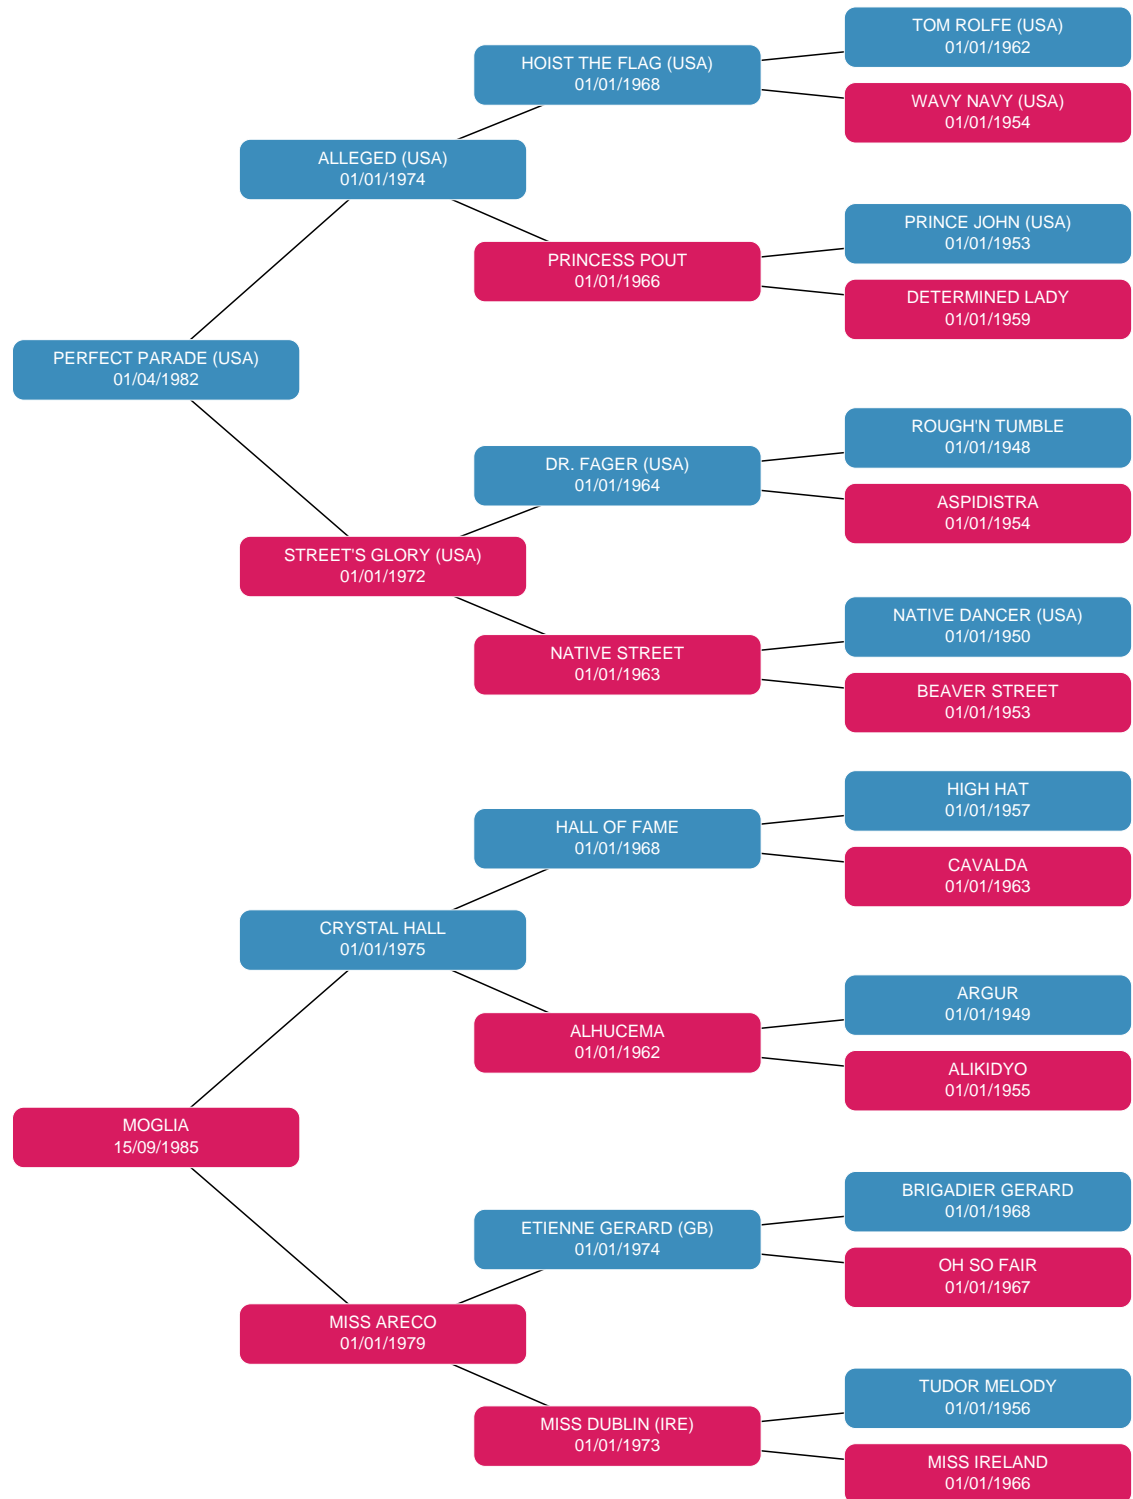 TOM ROLFE (USA)
01/01/1962
HOIST THE FLAG (USA)
01/01/1968
WAVY NAVY (USA)
01/01/1954
ALLEGED (USA)
01/01/1974
PRINCE JOHN (USA)
01/01/1953
PRINCESS POUT
01/01/1966
DETERMINED LADY
01/01/1959
PERFECT PARADE (USA)
01/04/1982
ROUGH'N TUMBLE
01/01/1948
DR. FAGER (USA)
01/01/1964
ASPIDISTRA
01/01/1954
STREET'S GLORY (USA)
01/01/1972
NATIVE DANCER (USA)
01/01/1950
NATIVE STREET
01/01/1963
BEAVER STREET
01/01/1953
HIGH HAT
01/01/1957
HALL OF FAME
01/01/1968
CAVALDA
01/01/1963
CRYSTAL HALL
01/01/1975
ARGUR
01/01/1949
ALHUCEMA
01/01/1962
ALIKIDYO
01/01/1955
MOGLIA
15/09/1985
BRIGADIER GERARD
01/01/1968
ETIENNE GERARD (GB)
01/01/1974
OH SO FAIR
01/01/1967
MISS ARECO
01/01/1979
TUDOR MELODY
01/01/1956
MISS DUBLIN (IRE)
01/01/1973
MISS IRELAND
01/01/1966